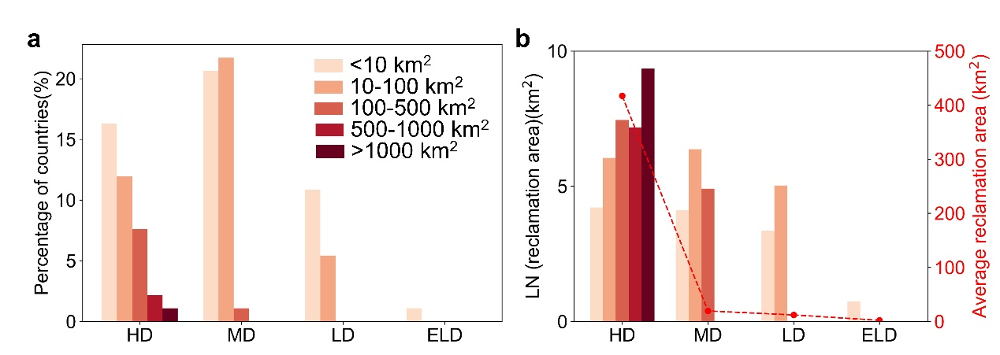 a
Percentage of countries(%)
20
15
10
5
0
<10 km²
10-100 km²
100-500 km²
500-1000 km²
>1000 km²
HD MD LD ELD
b
LN (reclamation area)(km²)
10
5
0
HD MD LD ELD
500
400
300
200
100
0
Average reclamation area (km²)